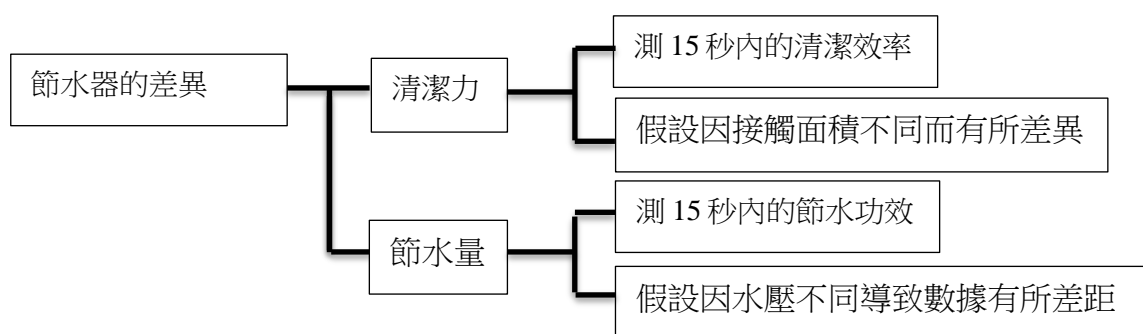 節水器的差異
清潔力
測 15 秒內的清潔效率
假設因接觸面積不同而有所差異
節水量
測 15 秒內的節水功效
假設因水壓不同導致數據有所差距